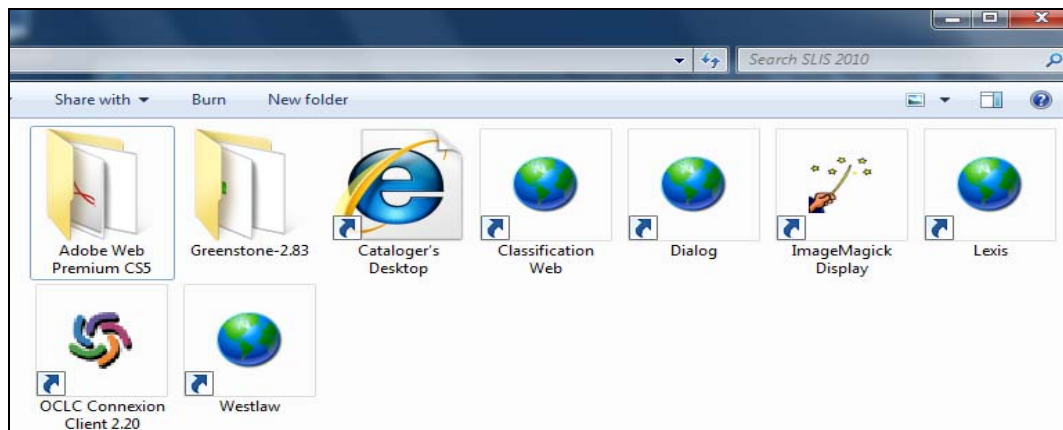 Search SLIS 2010
Share with
Burn
New folder
Adobe Web
Premium CS5
Greenstone-2.83
Cataloger's
Desktop
Classification
Web
Dialog
ImageMagick
Display
Lexis
OCLC Connexion
Client 2.20
Westlaw